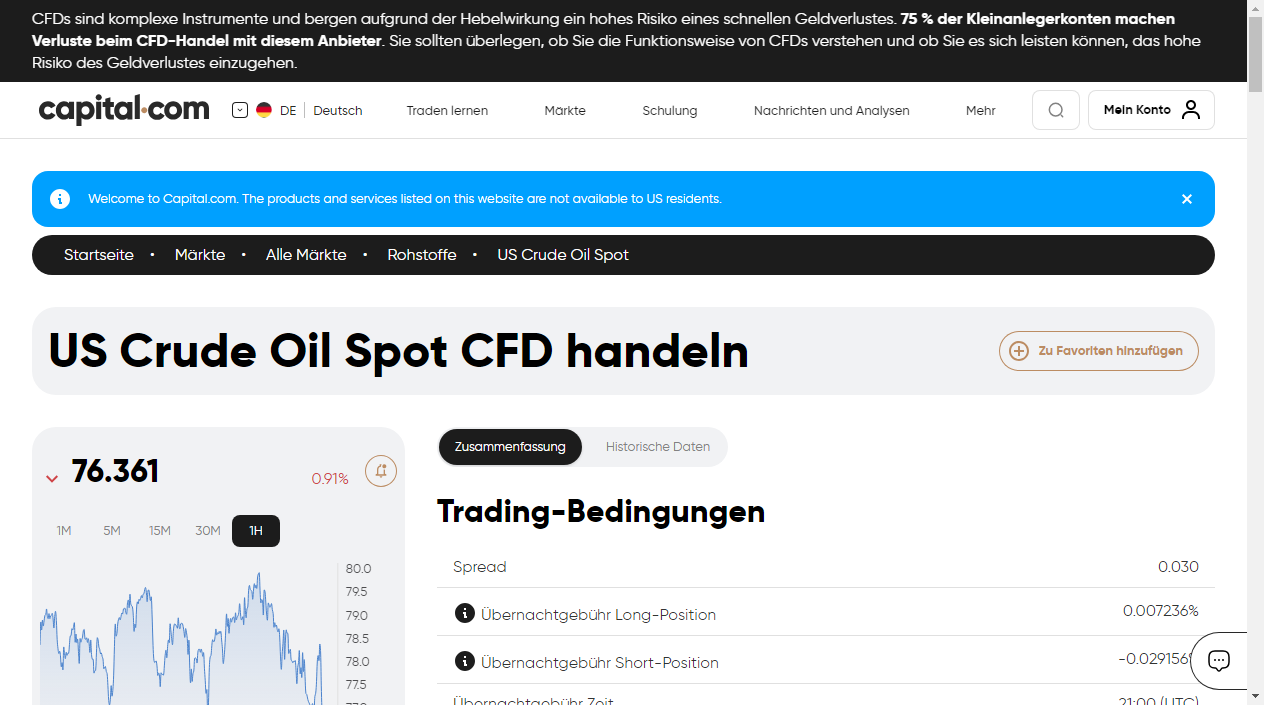 CFDs sind komplexe Instrumente und bergen aufgrund der Hebelwirkung ein hohes Risiko eines schnellen Geldverlustes. 75 % der Kleinanlegerkonten machen
Verluste beim CFD-Handel mit diesem Anbieter. Sie sollten überlegen, ob Sie die Funktionsweise von CFDs verstehen und ob Sie es sich leisten können, das hohe
Risiko des Geldverlustes einzugehen.
capital.com DE Deutsch Traden lernen Märkte Schulung Nachrichten und Analysen Mehr Mein Konto
Welcome to Capital.com. The products and services listed on this website are not available to US residents.
Startseite • Märkte • Alle Märkte • Rohstoffe • US Crude Oil Spot
US Crude Oil Spot CFD handeln
Zu Favoriten hinzufügen
76.361 0.91%
1M 5M 15M 30M 1H
80.0
79.5
79.0
78.5
78.0
77.5
77.0
Zusammenfassung Historische Daten
Trading-Bedingungen
Spread 0.030
Übernachtgebühr Long-Position 0.007236%
Übernachtgebühr Short-Position -0.029156%
Übernachtgebühr Zeit 21:00 (UTC)